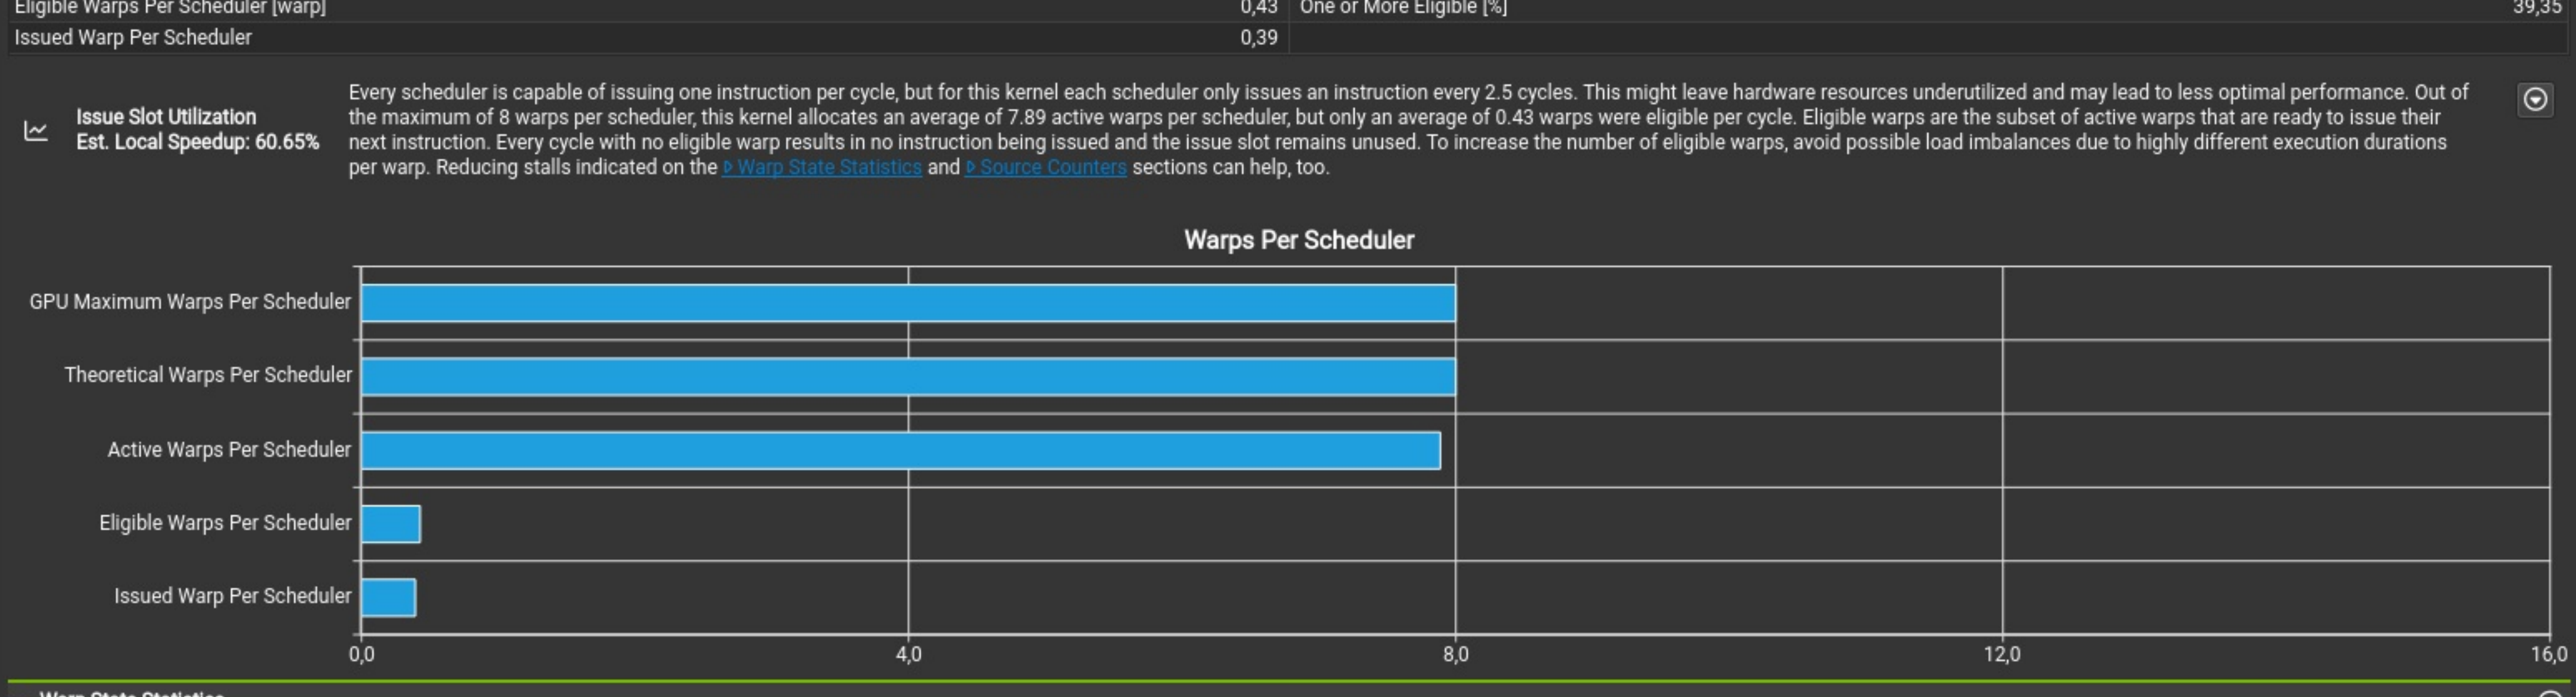 Eligible Warps Per Scheduler [warp] 0,43 One or More Eligible [%] 39,35
Issued Warp Per Scheduler 0,39
Issue Slot Utilization
Est. Local Speedup: 60.65%
Every scheduler is capable of issuing one instruction per cycle, but for this kernel each scheduler only issues an instruction every 2.5 cycles. This might leave hardware resources underutilized and may lead to less optimal performance. Out of
the maximum of 8 warps per scheduler, this kernel allocates an average of 7.89 active warps per scheduler, but only an average of 0.43 warps were eligible per cycle. Eligible warps are the subset of active warps that are ready to issue their
next instruction. Every cycle with no eligible warp results in no instruction being issued and the issue slot remains unused. To increase the number of eligible warps, avoid possible load imbalances due to highly different execution durations
per warp. Reducing stalls indicated on the Warp State Statistics and Source Counters sections can help, too.
Warps Per Scheduler
GPU Maximum Warps Per Scheduler
Theoretical Warps Per Scheduler
Active Warps Per Scheduler
Eligible Warps Per Scheduler
Issued Warp Per Scheduler
0,0 4,0 8,0 12,0 16,0
Warp State Statistics